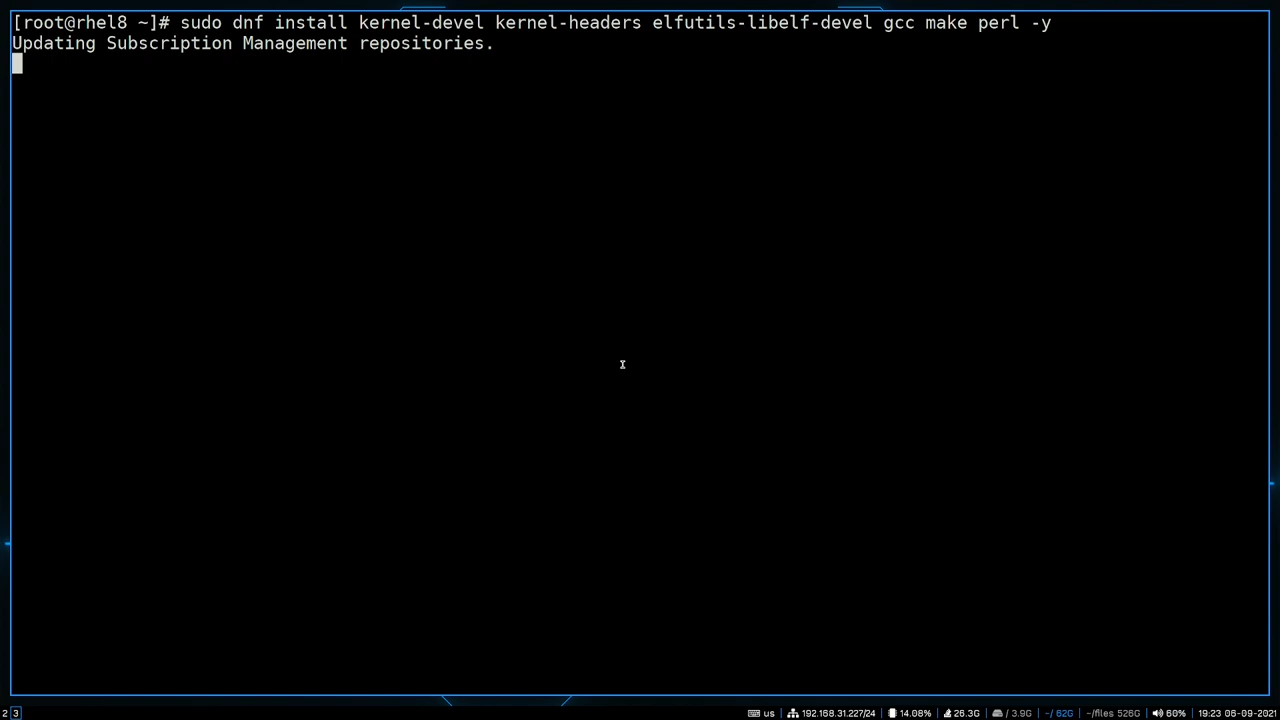 [root@rhel8 ~]# sudo dnf install kernel-devel kernel-headers elfutils-libelf-devel gcc make perl -y
Updating Subscription Management repositories.
2 3 us | 192.168.31.227/24 | 14.08% | 26.3G | / 3.9G | ~/ 62G | ~/files 526G | 60% | 19:23 06-09-2021